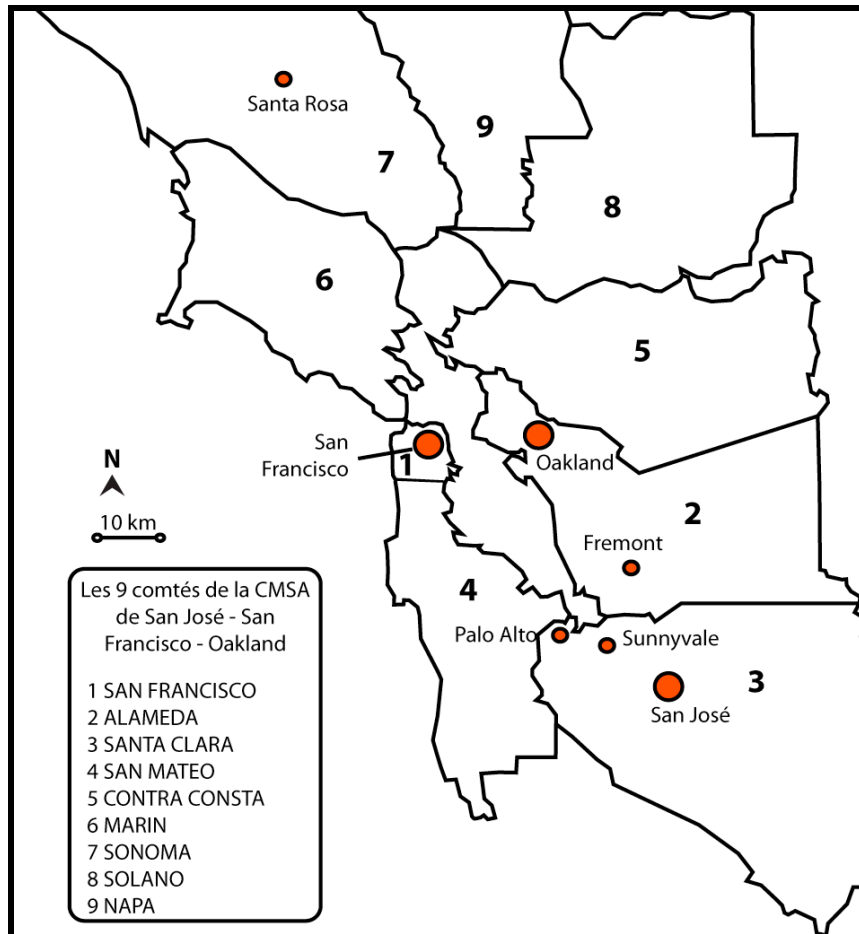 Santa Rosa
9
7
8
6
5
San
Francisco
1
Oakland
N
10 km
2
Fremont
4
Palo Alto
Sunnyvale
3
San José
Les 9 comtés de la CMSA
de San José - San
Francisco - Oakland
1 SAN FRANCISCO
2 ALAMEDA
3 SANTA CLARA
4 SAN MATEO
5 CONTRA CONSTA
6 MARIN
7 SONOMA
8 SOLANO
9 NAPA